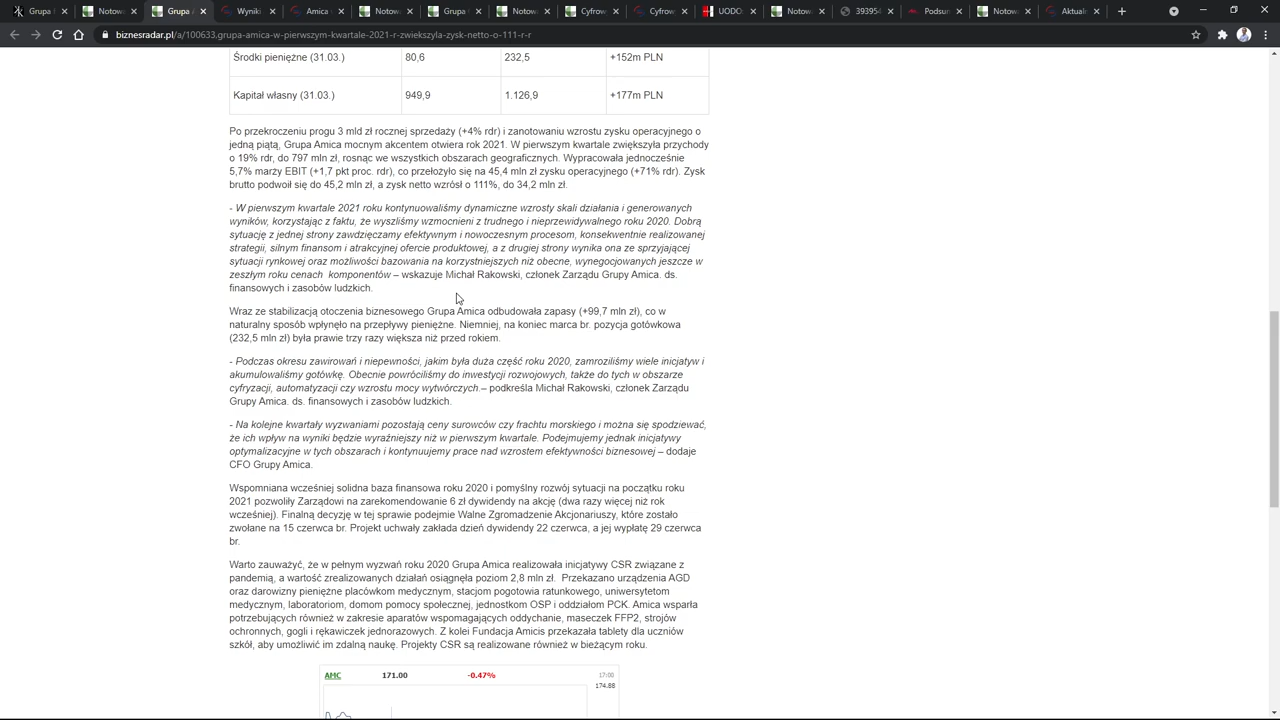 Grupa
Notow
Grupa A
Notow
Wyniki
Amica
Notow
Grupa
Notow
Cyfrow
Cyfrow
UODO
Notow
393954
Podsum
Notow
Aktualn
biznesradar.pl/a/100633,grupa-amica-w-pierwszym-kwartale-2021-r-zwiekszyla-zysk-netto-o-111-r-r
Środki pieniężne (31.03.) 80,6 232,5 +152m PLN
Kapitał własny (31.03.) 949,9 1.126,9 +177m PLN
Po przekroczeniu progu 3 mld zł rocznej sprzedaży (+4% rdr) i zanotowaniu wzrostu zysku operacyjnego o
jedną piątą, Grupa Amica mocnym akcentem otwiera rok 2021. W pierwszym kwartale zwiększyła przychody
o 19% rdr, do 797 mln zł, rosnąc we wszystkich obszarach geograficznych. Wypracowała jednocześnie
5,7% marży EBIT (+1,7 pkt proc. rdr), co przełożyło się na 45,4 mln zł zysku operacyjnego (+71% rdr). Zysk
brutto podwoił się do 45,2 mln zł, a zysk netto wzrósł o 111%, do 34,2 mln zł.
- W pierwszym kwartale 2021 roku kontynuowaliśmy dynamiczne wzrosty skali działania i generowanych
wyników, korzystając z faktu, że wyszliśmy wzmocnieni z trudnego i nieprzewidywalnego roku 2020. Dobrą
sytuację z jednej strony zawdzięczamy efektywnym i nowoczesnym procesom, konsekwentnie realizowanej
strategii, silnym finansom i atrakcyjnej ofercie produktowej, a z drugiej strony wynika ona ze sprzyjającej
sytuacji rynkowej oraz możliwości bazowania na korzystniejszych niż obecne, wynegocjowanych jeszcze w
zeszłym roku cenach komponentów – wskazuje Michał Rakowski, członek Zarządu Grupy Amica. ds.
finansowych i zasobów ludzkich.
Wraz ze stabilizacją otoczenia biznesowego Grupa Amica odbudowała zapasy (+99,7 mln zł), co w
naturalny sposób wpłynęło na przepływy pieniężne. Niemniej, na koniec marca br. pozycja gotówkowa
(232,5 mln zł) była prawie trzy razy większa niż przed rokiem.
- Podczas okresu zawirowań i niepewności, jakim była duża część roku 2020, zamroziliśmy wiele inicjatyw i
akumulowaliśmy gotówkę. Obecnie powróciliśmy do inwestycji rozwojowych, także do tych w obszarze
cyfryzacji, automatyzacji czy wzrostu mocy wytwórczych.– podkreśla Michał Rakowski, członek Zarządu
Grupy Amica. ds. finansowych i zasobów ludzkich.
- Na kolejne kwartały wyzwaniami pozostają ceny surowców czy frachtu morskiego i można się spodziewać,
że ich wpływ na wyniki będzie wyraźniejszy niż w pierwszym kwartale. Podejmujemy jednak inicjatywy
optymalizacyjne w tych obszarach i kontynuujemy prace nad wzrostem efektywności biznesowej – dodaje
CFO Grupy Amica.
Wspomniana wcześniej solidna baza finansowa roku 2020 i pomyślny rozwój sytuacji na początku roku
2021 pozwoliły Zarządowi na zarekomendowanie 6 zł dywidendy na akcję (dwa razy więcej niż rok
wcześniej). Finalną decyzję w tej sprawie podejmie Walne Zgromadzenie Akcjonariuszy, które zostało
zwołane na 15 czerwca br. Projekt uchwały zakłada dzień dywidendy 22 czerwca, a jej wypłatę 29 czerwca
br.
Warto zauważyć, że w pełnym wyzwań roku 2020 Grupa Amica realizowała inicjatywy CSR związane z
pandemią, a wartość zrealizowanych działań osiągnęła poziom 2,8 mln zł. Przekazano urządzenia AGD
oraz darowizny pieniężne placówkom medycznym, stacjom pogotowia ratunkowego, uniwersytetom
medycznym, laboratoriom, domom pomocy społecznej, jednostkom OSP i oddziałom PCK. Amica wsparła
potrzebujących również w zakresie aparatów wspomagających oddychanie, maseczek FFP2, strojów
ochronnych, gogli i rękawiczek jednorazowych. Z kolei Fundacja Amicis przekazała tablety dla uczniów
szkół, aby umożliwić im zdalną naukę. Projekty CSR są realizowane również w bieżącym roku.
AMC 171.00 -0.47% 17:00
174.88